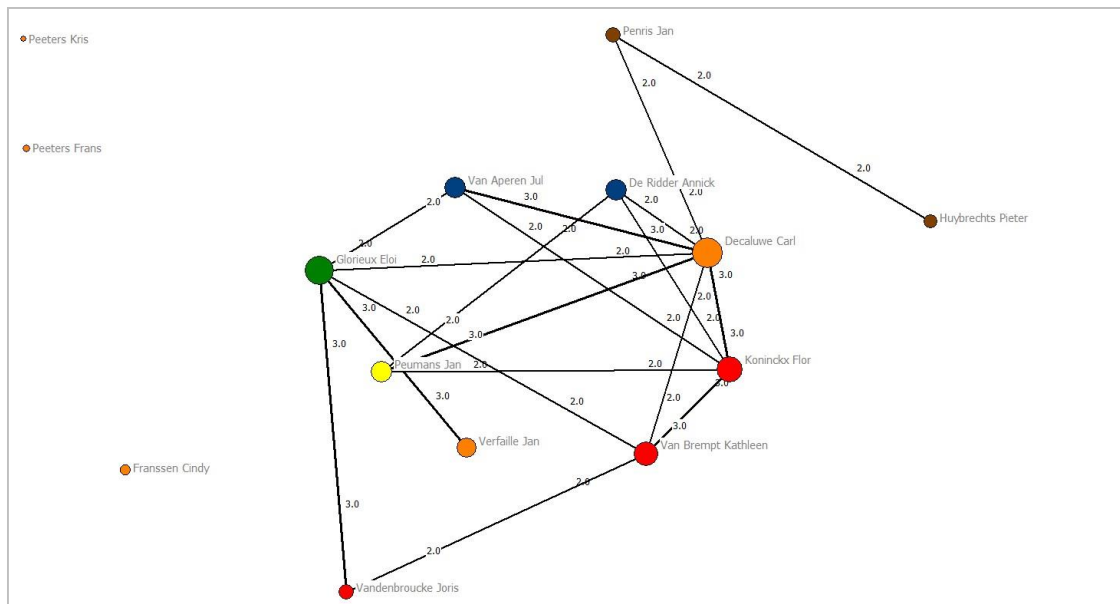 Penris Jan
Peeters Kris
2.0
2.0
Peeters Frans
2.0
Van Aperen Jul
De Ridder Annick
2.0
3.0
2.0
2.0
Huybrechts Pieter
2.0
2.0
3.0
2.0
2.0
Decaluwe Carl
2.0
2.0
Glorieux Eloi
2.0
3.0
3.0
2.0
3.0
2.0
2.0
2.0
2.0
3.0
3.0
3.0
2.0
2.0
Koninckx Flor
Peumans Jan
3.0
3.0
2.0
2.0
3.0
Verfaille Jan
Van Brempt Kathleen
Franssen Cindy
2.0
3.0
2.0
Vandenbroucke Joris